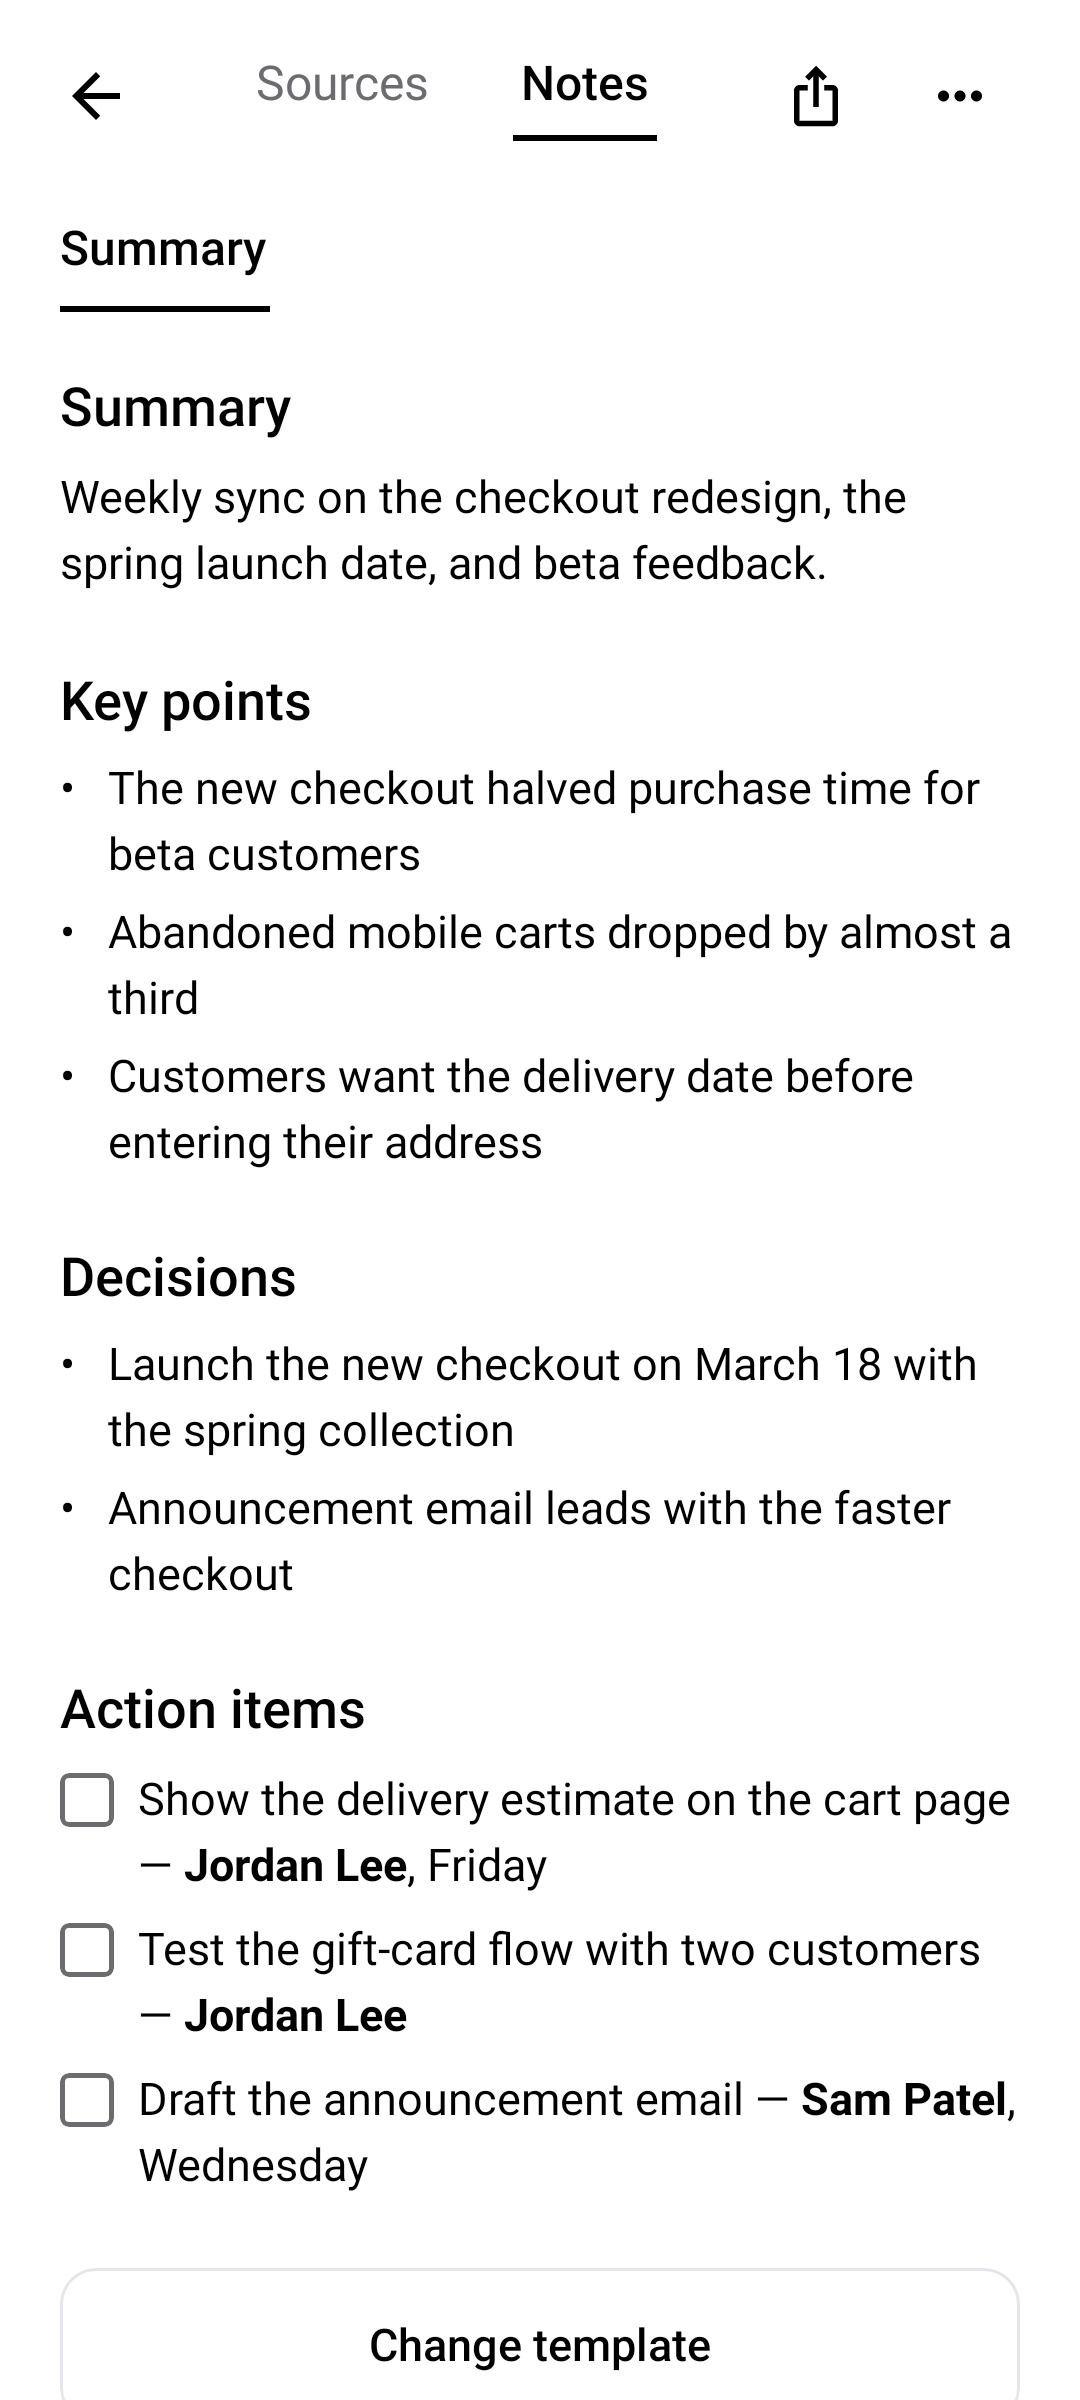 Sources Notes
Summary
Summary
Weekly sync on the checkout redesign, the
spring launch date, and beta feedback.
Key points
• The new checkout halved purchase time for
beta customers
• Abandoned mobile carts dropped by almost a
third
• Customers want the delivery date before
entering their address
Decisions
• Launch the new checkout on March 18 with
the spring collection
• Announcement email leads with the faster
checkout
Action items
Show the delivery estimate on the cart page
— Jordan Lee, Friday
Test the gift-card flow with two customers
— Jordan Lee
Draft the announcement email — Sam Patel,
Wednesday
Change template